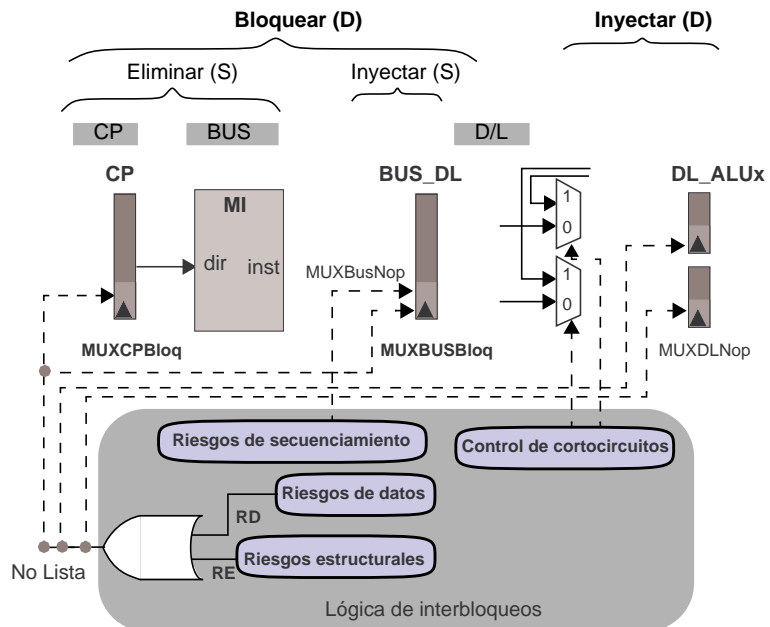 Bloquear (D)
Inyectar (D)
Eliminar (S)
Inyectar (S)
CP
BUS
D/L
CP
BUS_DL
DL_ALUx
MI
dir
inst
1
0
1
0
MUXBusNop
MUXCPBloq
MUXBUSBloq
MUXDLNop
Riesgos de secuenciamiento
Control de cortocircuitos
Riesgos de datos
RD
Riesgos estructurales
RE
No Lista
Lógica de interbloqueos